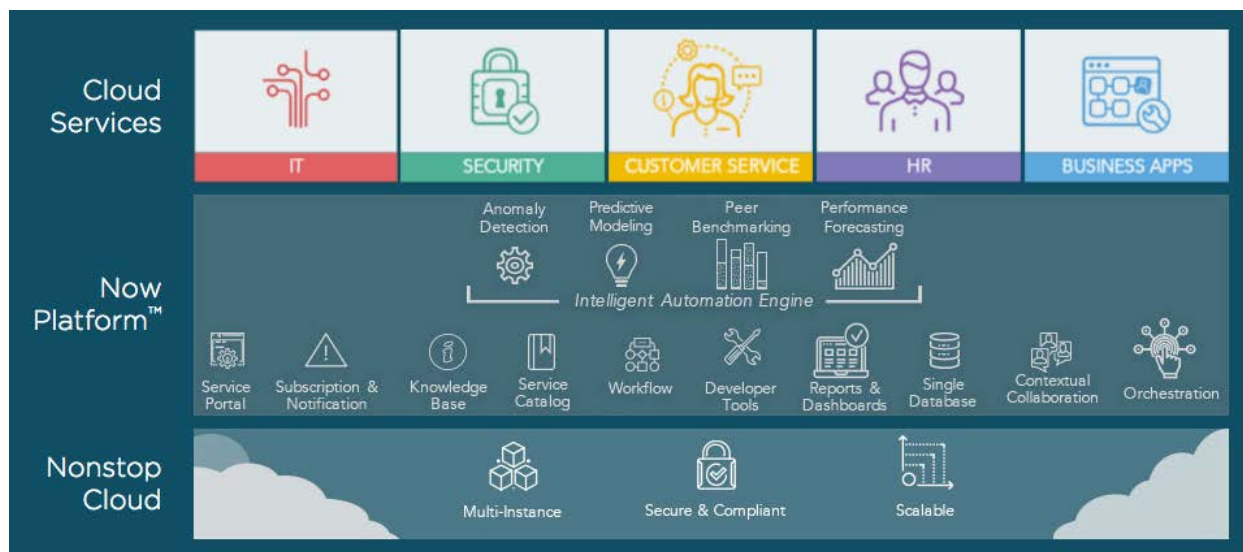 Cloud
Services
IT
SECURITY
CUSTOMER SERVICE
HR
BUSINESS APPS
Now
Platform™
Anomaly
Detection
Predictive
Modeling
Peer
Benchmarking
Performance
Forecasting
Intelligent Automation Engine
Service
Portal
Subscription &
Notification
Knowledge
Base
Service
Catalog
Workflow
Developer
Tools
Reports &
Dashboards
Single
Database
Contextual
Collaboration
Orchestration
Nonstop
Cloud
Multi-Instance
Secure & Compliant
Scalable